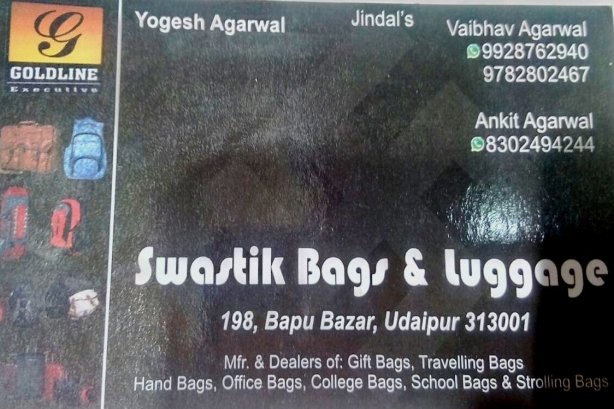 G
GOLDLINE
Executive
Yogesh Agarwal
Jindal's
Vaibhav Agarwal
9928762940
9782802467
Ankit Agarwal
8302494244
Swastik Bags & Luggage
198, Bapu Bazar, Udaipur 313001
Mfr. & Dealers of: Gift Bags, Travelling Bags
Hand Bags, Office Bags, College Bags, School Bags & Strolling Bags